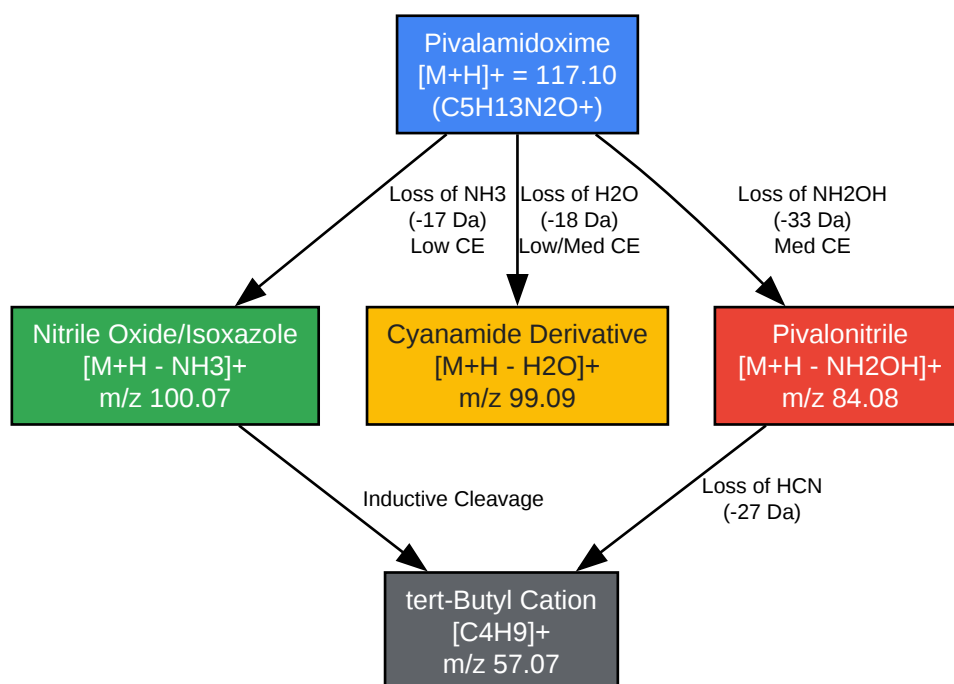 Pivalamidoxime
[M+H]+ = 117.10
(C5H13N2O+)
Loss of NH3
(-17 Da)
Low CE
Loss of H2O
(-18 Da)
Low/Med CE
Loss of NH2OH
(-33 Da)
Med CE
Nitrile Oxide/Isoxazole
[M+H - NH3]+
m/z 100.07
Cyanamide Derivative
[M+H - H2O]+
m/z 99.09
Pivalonitrile
[M+H - NH2OH]+
m/z 84.08
Inductive Cleavage
Loss of HCN
(-27 Da)
tert-Butyl Cation
[C4H9]+
m/z 57.07